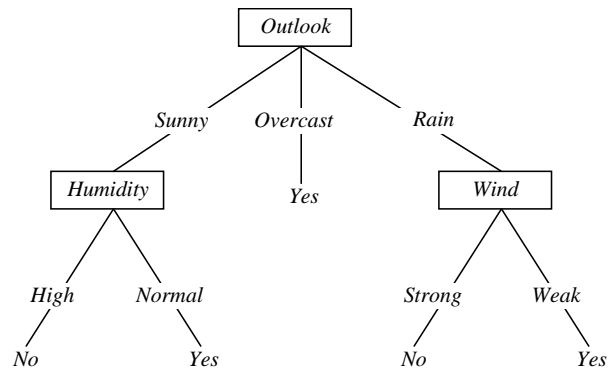 Outlook
Sunny Overcast Rain
Humidity Yes Wind
High Normal Strong Weak
No Yes No Yes